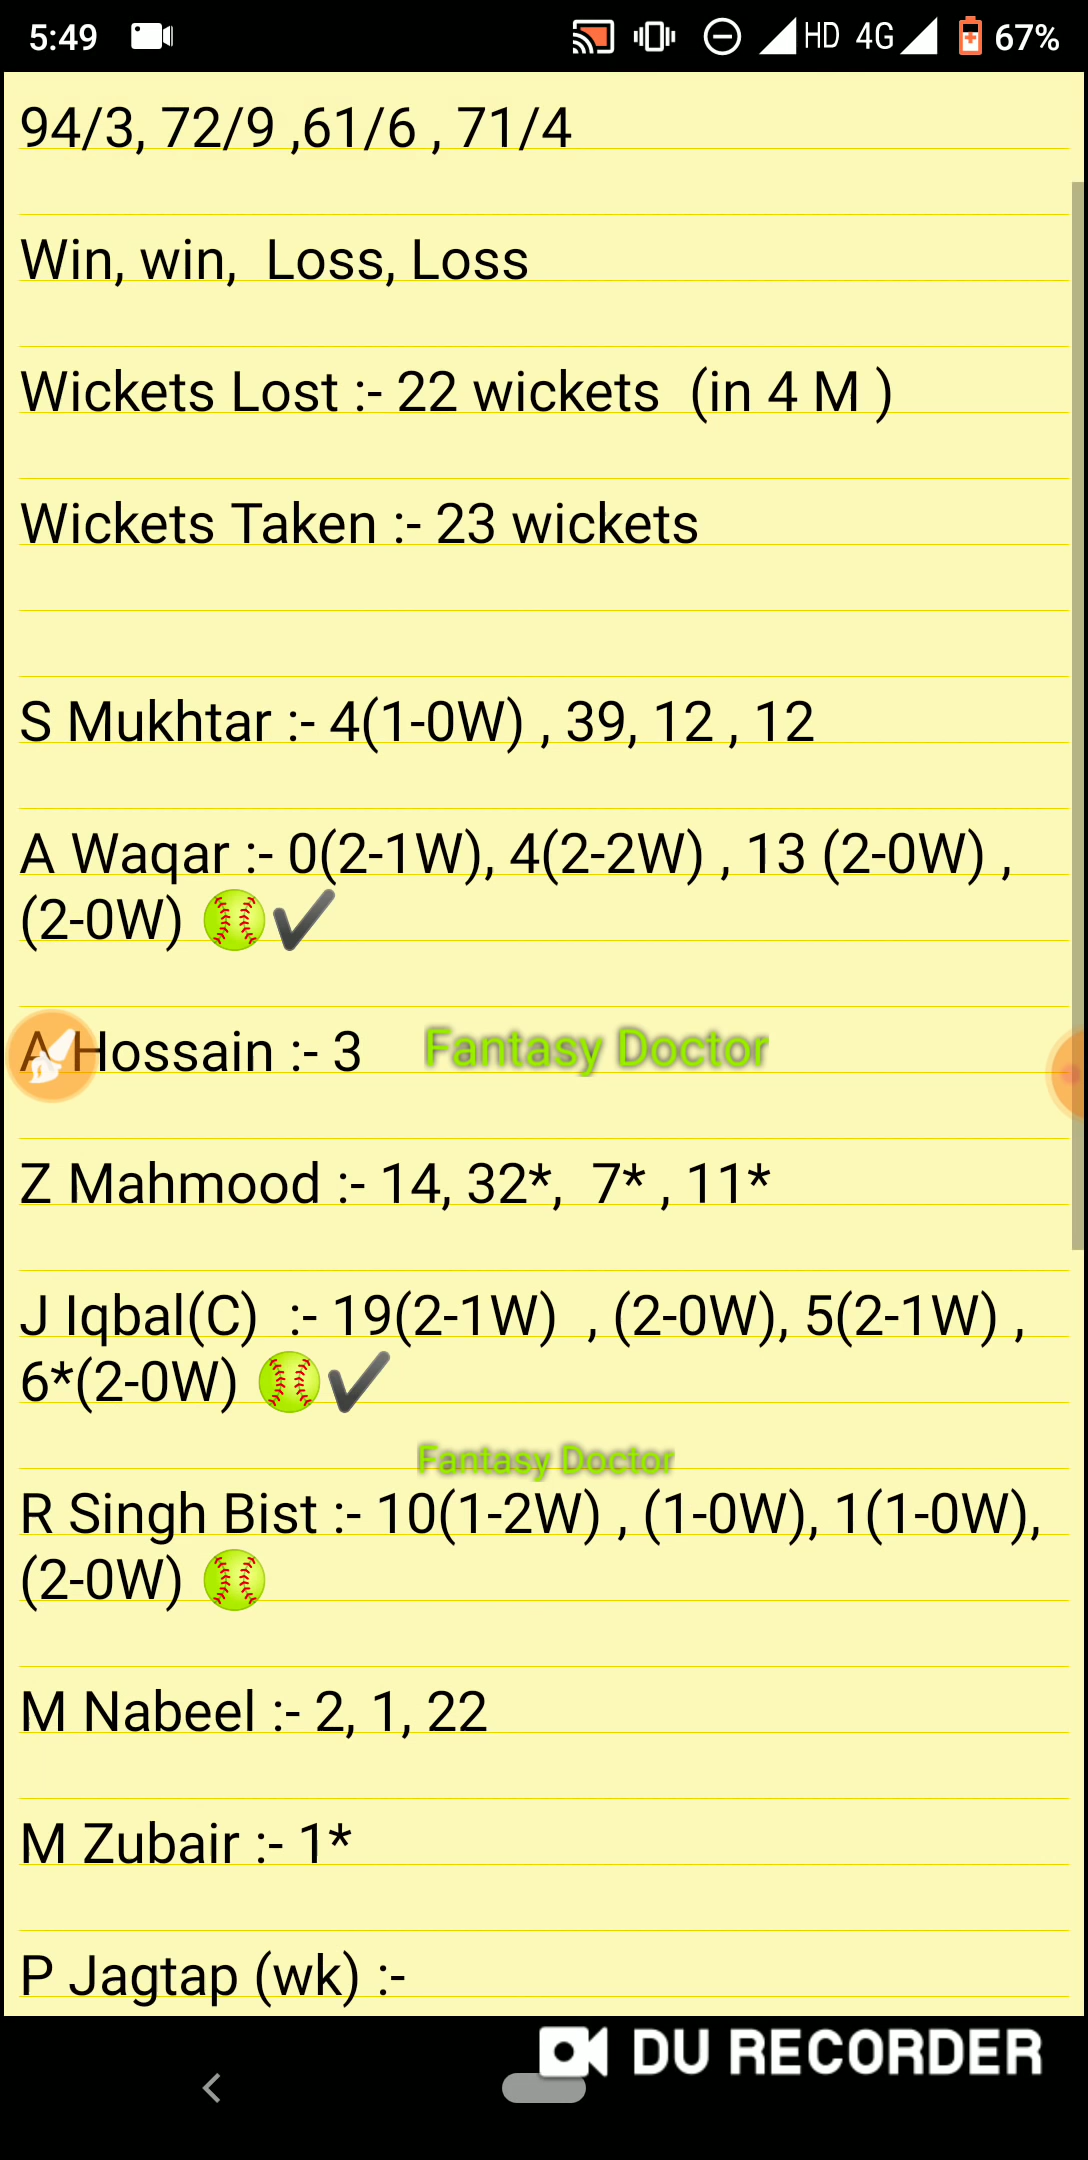 5:49 HD 4G 67%
94/3, 72/9 ,61/6 , 71/4
Win, win,  Loss, Loss
Wickets Lost :- 22 wickets  (in 4 M )
Wickets Taken :- 23 wickets
S Mukhtar :- 4(1-0W) , 39, 12 , 12
A Waqar :- 0(2-1W), 4(2-2W) , 13 (2-0W) ,
(2-0W) 🥎✔
A Hossain :- 3 Fantasy Doctor
Z Mahmood :- 14, 32*,  7* , 11*
J Iqbal(C)  :- 19(2-1W)  , (2-0W), 5(2-1W) ,
6*(2-0W) 🥎✔
Fantasy Doctor
R Singh Bist :- 10(1-2W) , (1-0W), 1(1-0W),
(2-0W) 🥎
M Nabeel :- 2, 1, 22
M Zubair :- 1*
P Jagtap (wk) :-
DU RECORDER